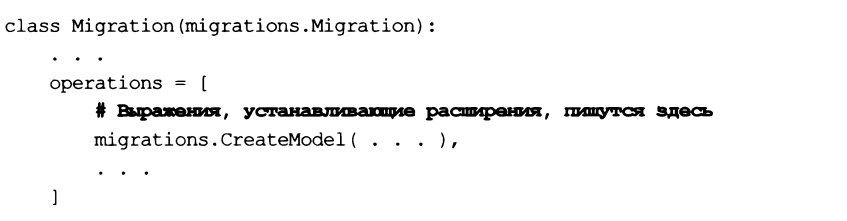 class Migration(migrations.Migration):
. . .
operations = [
# Выражения, устанавливающие расширения, пишутся здесь
migrations.CreateModel( . . . ),
. . .
]